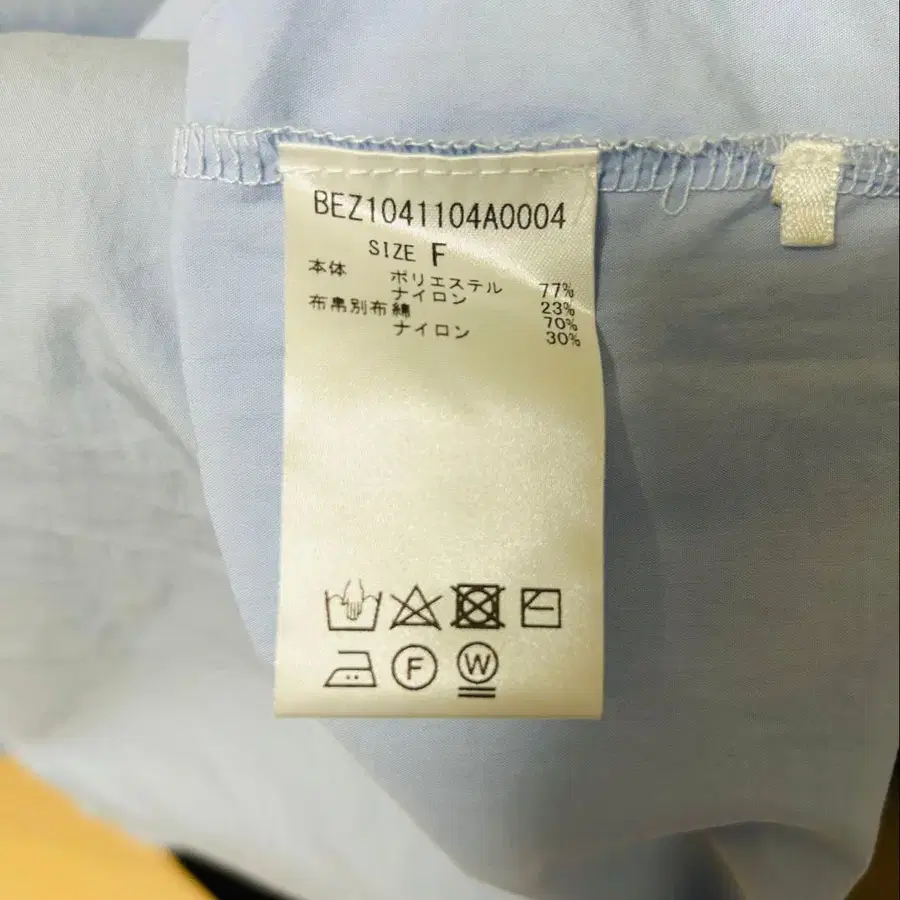 BEZ1041104A0004
SIZE F
本体 ポリエステル 77%
ナイロン 23%
布帛別布綿 70%
ナイロン 30%
F
W